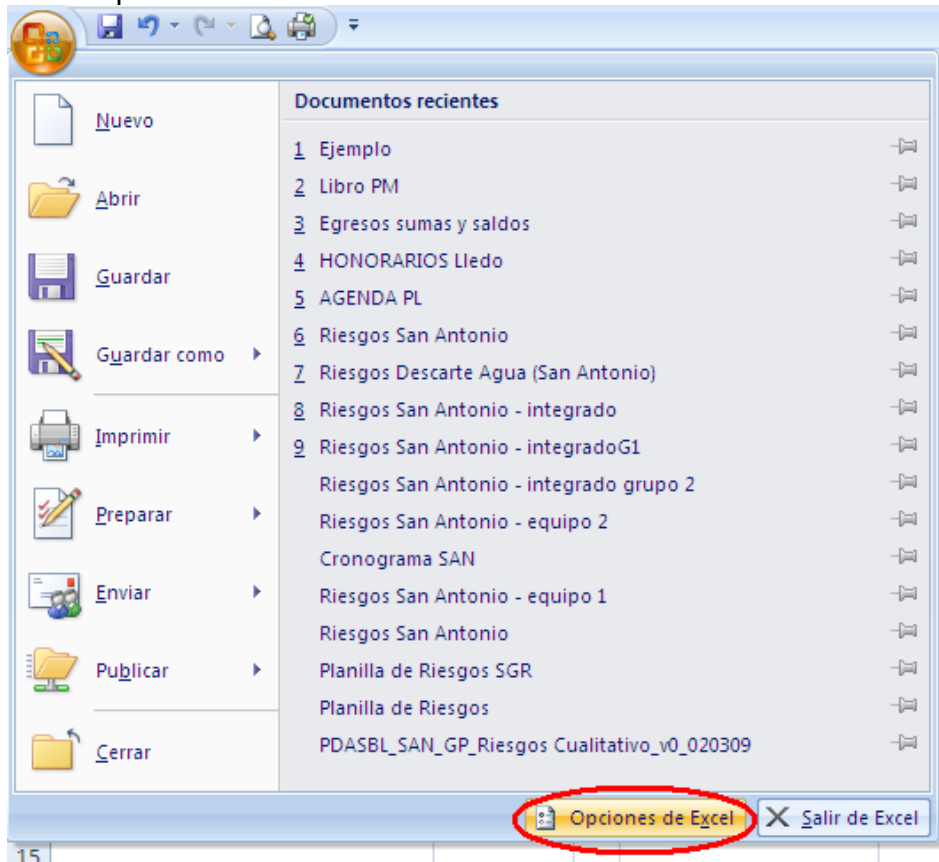 Nuevo
Abrir
Guardar
Guardar como
Imprimir
Preparar
Enviar
Publicar
Cerrar
Documentos recientes
1 Ejemplo
2 Libro PM
3 Egresos sumas y saldos
4 HONORARIOS Lledo
5 AGENDA PL
6 Riesgos San Antonio
7 Riesgos Descarte Agua (San Antonio)
8 Riesgos San Antonio - integrado
9 Riesgos San Antonio - integradoG1
Riesgos San Antonio - integrado grupo 2
Riesgos San Antonio - equipo 2
Cronograma SAN
Riesgos San Antonio - equipo 1
Riesgos San Antonio
Planilla de Riesgos SGR
Planilla de Riesgos
PDASBL_SAN_GP_Riesgos Cualitativo_v0_020309
Opciones de Excel
Salir de Excel
15